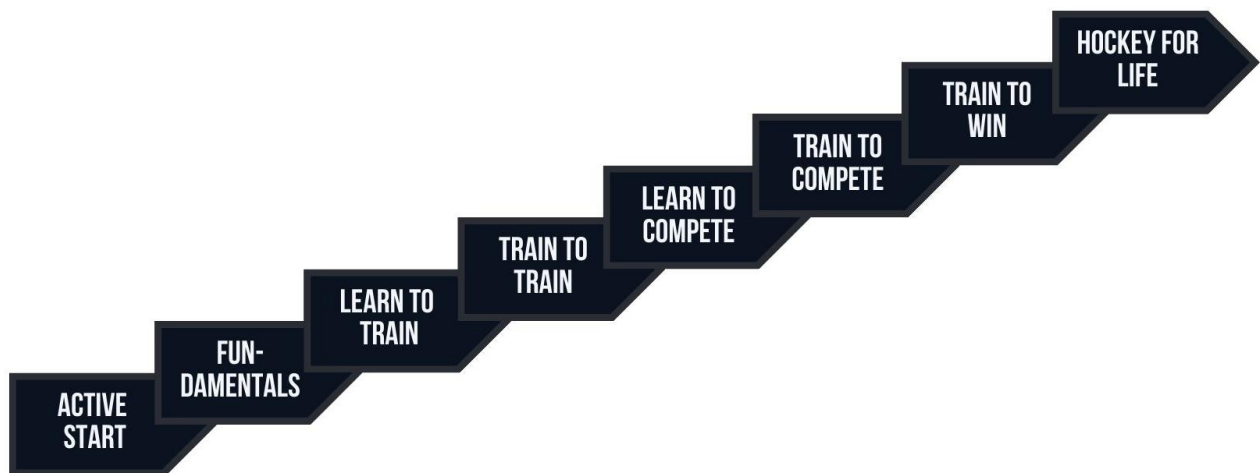 ACTIVE
START
FUN-
DAMENTALS
LEARN TO
TRAIN
TRAIN TO
TRAIN
LEARN TO
COMPETE
TRAIN TO
COMPETE
TRAIN TO
WIN
HOCKEY FOR
LIFE